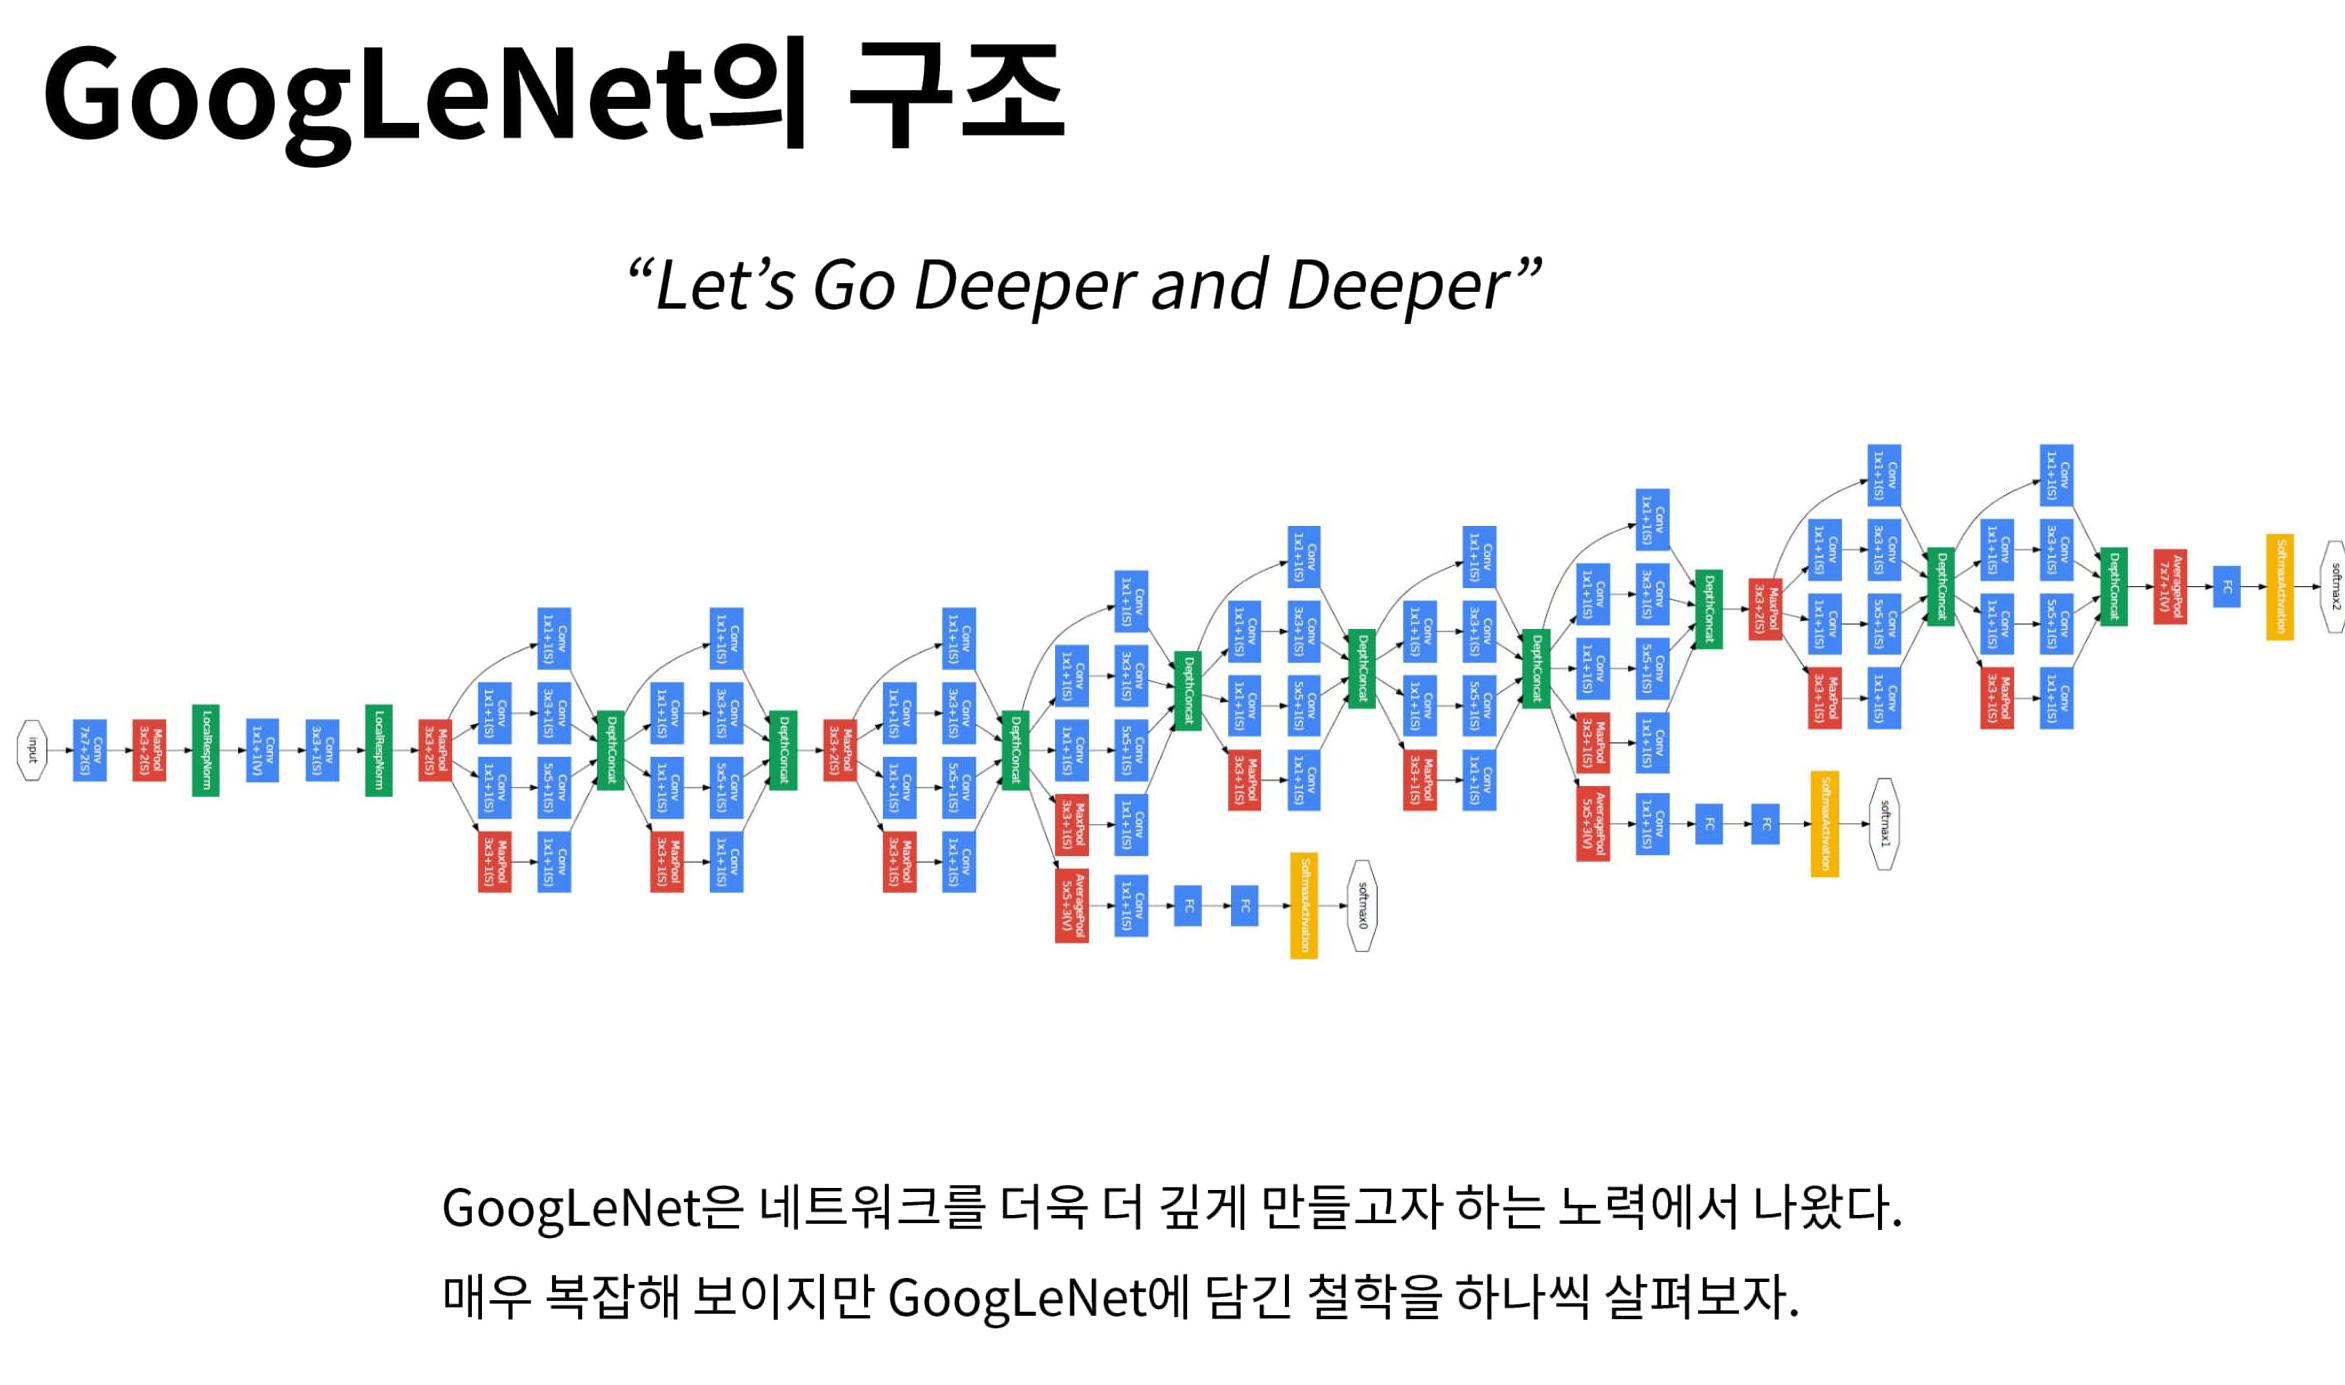 GoogLeNet의 구조
“Let’s Go Deeper and Deeper”
input
Conv
7x7+2(S)
MaxPool
3x3+2(S)
LocalRespNorm
Conv
1x1+1(V)
Conv
3x3+1(S)
LocalRespNorm
MaxPool
3x3+2(S)
Conv
1x1+1(S)
Conv
1x1+1(S)
MaxPool
3x3+1(S)
Conv
1x1+1(S)
Conv
3x3+1(S)
Conv
5x5+1(S)
Conv
1x1+1(S)
DepthConcat
Conv
1x1+1(S)
Conv
1x1+1(S)
MaxPool
3x3+1(S)
Conv
1x1+1(S)
Conv
3x3+1(S)
Conv
5x5+1(S)
Conv
1x1+1(S)
DepthConcat
MaxPool
3x3+2(S)
Conv
1x1+1(S)
Conv
1x1+1(S)
MaxPool
3x3+1(S)
Conv
1x1+1(S)
Conv
3x3+1(S)
Conv
5x5+1(S)
Conv
1x1+1(S)
DepthConcat
Conv
1x1+1(S)
Conv
1x1+1(S)
MaxPool
3x3+1(S)
AveragePool
5x5+3(V)
Conv
1x1+1(S)
Conv
3x3+1(S)
Conv
5x5+1(S)
Conv
1x1+1(S)
Conv
1x1+1(S)
DepthConcat
FC
Conv
1x1+1(S)
Conv
1x1+1(S)
MaxPool
3x3+1(S)
FC
Conv
1x1+1(S)
Conv
3x3+1(S)
Conv
5x5+1(S)
Conv
1x1+1(S)
SoftmaxActivation
DepthConcat
softmax0
Conv
1x1+1(S)
Conv
1x1+1(S)
MaxPool
3x3+1(S)
Conv
1x1+1(S)
Conv
3x3+1(S)
Conv
5x5+1(S)
Conv
1x1+1(S)
DepthConcat
Conv
1x1+1(S)
Conv
1x1+1(S)
MaxPool
3x3+1(S)
AveragePool
5x5+3(V)
Conv
1x1+1(S)
Conv
3x3+1(S)
Conv
5x5+1(S)
Conv
1x1+1(S)
Conv
1x1+1(S)
DepthConcat
FC
MaxPool
3x3+2(S)
FC
Conv
1x1+1(S)
Conv
1x1+1(S)
MaxPool
3x3+1(S)
SoftmaxActivation
Conv
1x1+1(S)
Conv
3x3+1(S)
Conv
5x5+1(S)
Conv
1x1+1(S)
softmax1
DepthConcat
Conv
1x1+1(S)
Conv
1x1+1(S)
MaxPool
3x3+1(S)
Conv
1x1+1(S)
Conv
3x3+1(S)
Conv
5x5+1(S)
Conv
1x1+1(S)
DepthConcat
AveragePool
7x7+1(V)
FC
SoftmaxActivation
softmax2
GoogLeNet은 네트워크를 더욱 더 깊게 만들고자 하는 노력에서 나왔다.
매우 복잡해 보이지만 GoogLeNet에 담긴 철학을 하나씩 살펴보자.